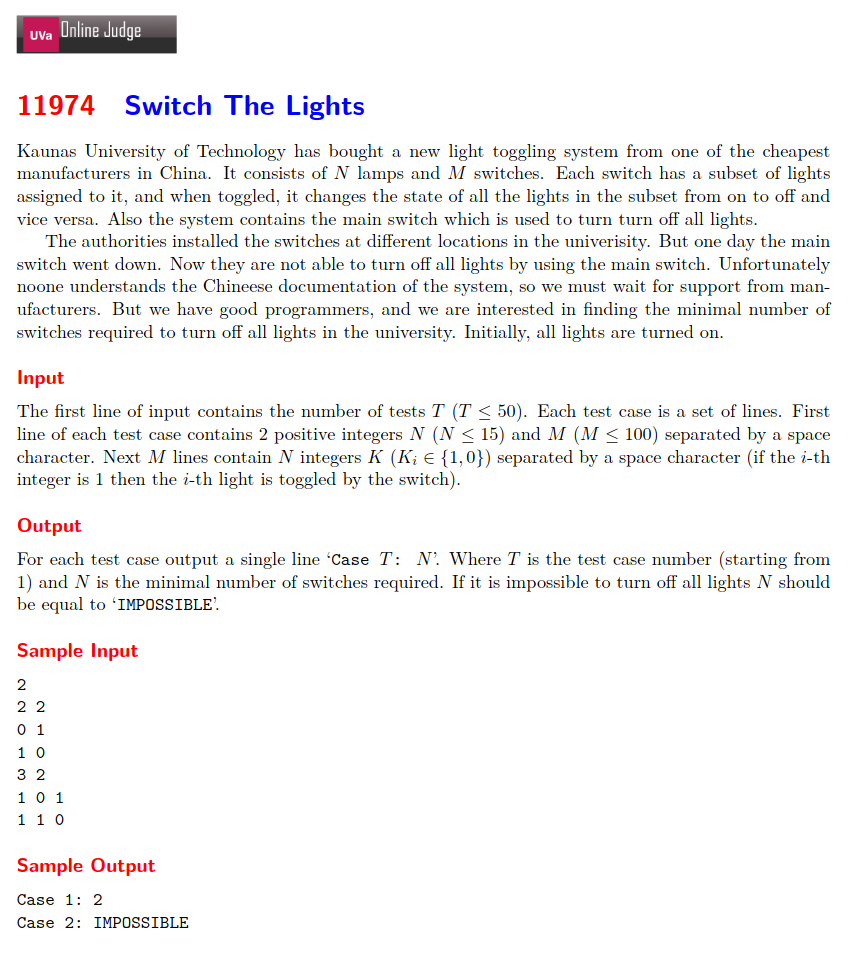 UVa Online Judge
11974 Switch The Lights
Kaunas University of Technology has bought a new light toggling system from one of the cheapest
manufacturers in China. It consists of N lamps and M switches. Each switch has a subset of lights
assigned to it, and when toggled, it changes the state of all the lights in the subset from on to off and
vice versa. Also the system contains the main switch which is used to turn turn off all lights.
The authorities installed the switches at different locations in the univerisity. But one day the main
switch went down. Now they are not able to turn off all lights by using the main switch. Unfortunately
noone understands the Chineese documentation of the system, so we must wait for support from man-
ufacturers. But we have good programmers, and we are interested in finding the minimal number of
switches required to turn off all lights in the university. Initially, all lights are turned on.
Input
The first line of input contains the number of tests T (T ≤ 50). Each test case is a set of lines. First
line of each test case contains 2 positive integers N (N ≤ 15) and M (M ≤ 100) separated by a space
character. Next M lines contain N integers K (Kᵢ ∈ {1, 0}) separated by a space character (if the i-th
integer is 1 then the i-th light is toggled by the switch).
Output
For each test case output a single line ‘Case T: N’. Where T is the test case number (starting from
1) and N is the minimal number of switches required. If it is impossible to turn off all lights N should
be equal to ‘IMPOSSIBLE’.
Sample Input
2
2 2
0 1
1 0
3 2
1 0 1
1 1 0
Sample Output
Case 1: 2
Case 2: IMPOSSIBLE